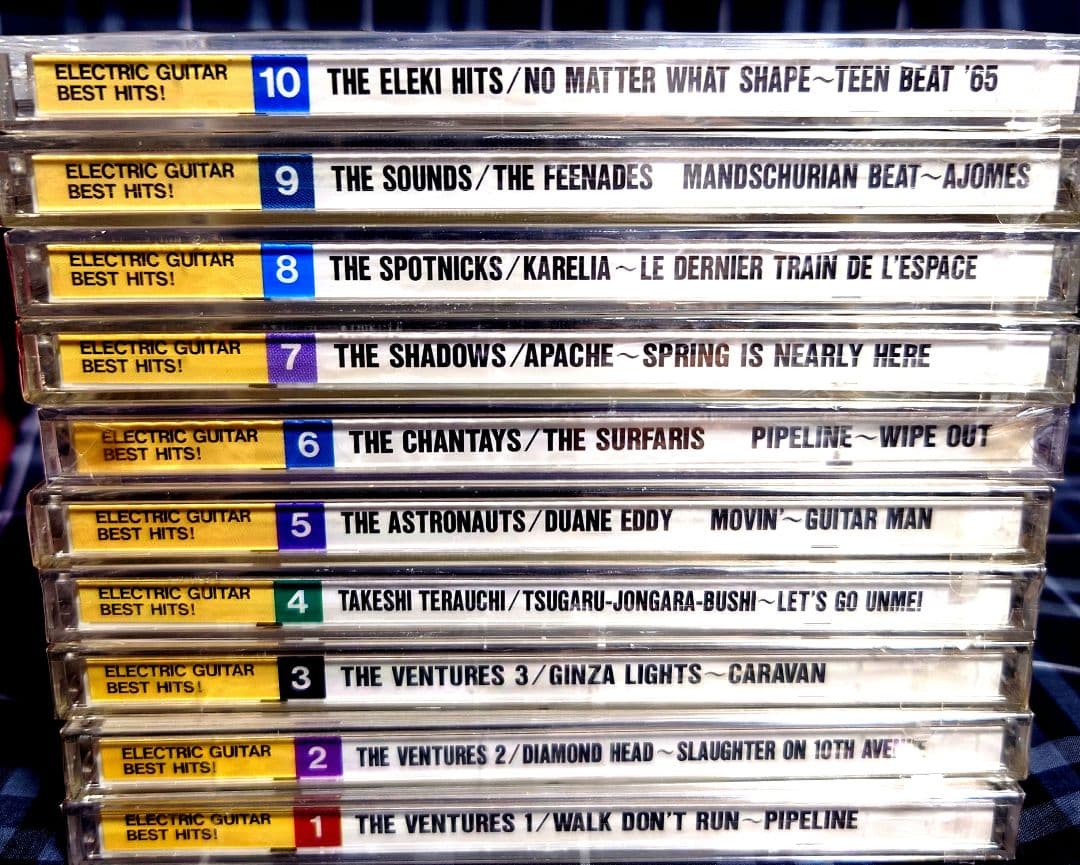 ELECTRIC GUITAR
BEST HITS!
10
THE ELEKI HITS/NO MATTER WHAT SHAPE~TEEN BEAT '65
ELECTRIC GUITAR
BEST HITS!
9
THE SOUNDS/THE FEENADES MANDSCHURIAN BEAT~AJOMES
ELECTRIC GUITAR
BEST HITS!
8
THE SPOTNICKS/KARELIA~LE DERNIER TRAIN DE L'ESPACE
ELECTRIC GUITAR
BEST HITS!
7
THE SHADOWS/APACHE~SPRING IS NEARLY HERE
ELECTRIC GUITAR
BEST HITS!
6
THE CHANTAYS/THE SURFARIS PIPELINE~WIPE OUT
ELECTRIC GUITAR
BEST HITS!
5
THE ASTRONAUTS/DUANE EDDY MOVIN'~GUITAR MAN
ELECTRIC GUITAR
BEST HITS!
4
TAKESHI TERAUCHI/TSUGARU-JONGARA-BUSHI~LET'S GO UNMEI
ELECTRIC GUITAR
BEST HITS!
3
THE VENTURES 3/GINZA LIGHTS~CARAVAN
ELECTRIC GUITAR
BEST HITS!
2
THE VENTURES 2/DIAMOND HEAD~SLAUGHTER ON 10TH
ELECTRIC GUITAR
BEST HITS!
1
THE VENTURES 1/WALK DON'T RUN~PIPELINE